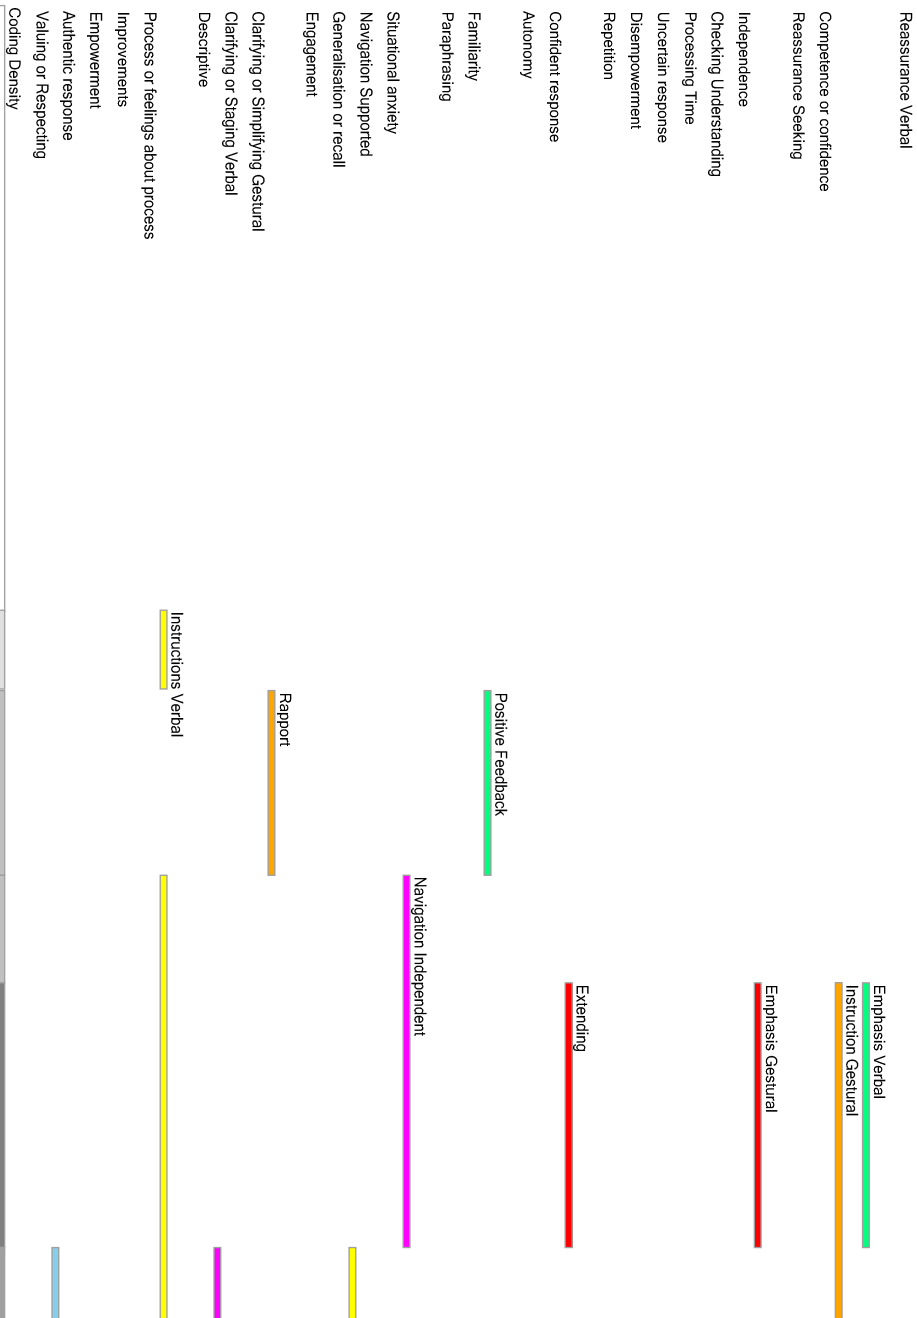 Reassurance Verbal
Emphasis Verbal
Instruction Gestural
Competence or confidence
Reassurance Seeking
Emphasis Gestural
Independence
Checking Understanding
Processing Time
Uncertain response
Disempowerment
Repetition
Extending
Confident response
Autonomy
Positive Feedback
Familiarity
Paraphrasing
Navigation Independent
Situational anxiety
Navigation Supported
Generalisation or recall
Engagement
Rapport
Clarifying or Simplifying Gestural
Clarifying or Staging Verbal
Descriptive
Instructions Verbal
Process or feelings about process
Improvements
Empowerment
Authentic response
Valuing or Respecting
Coding Density